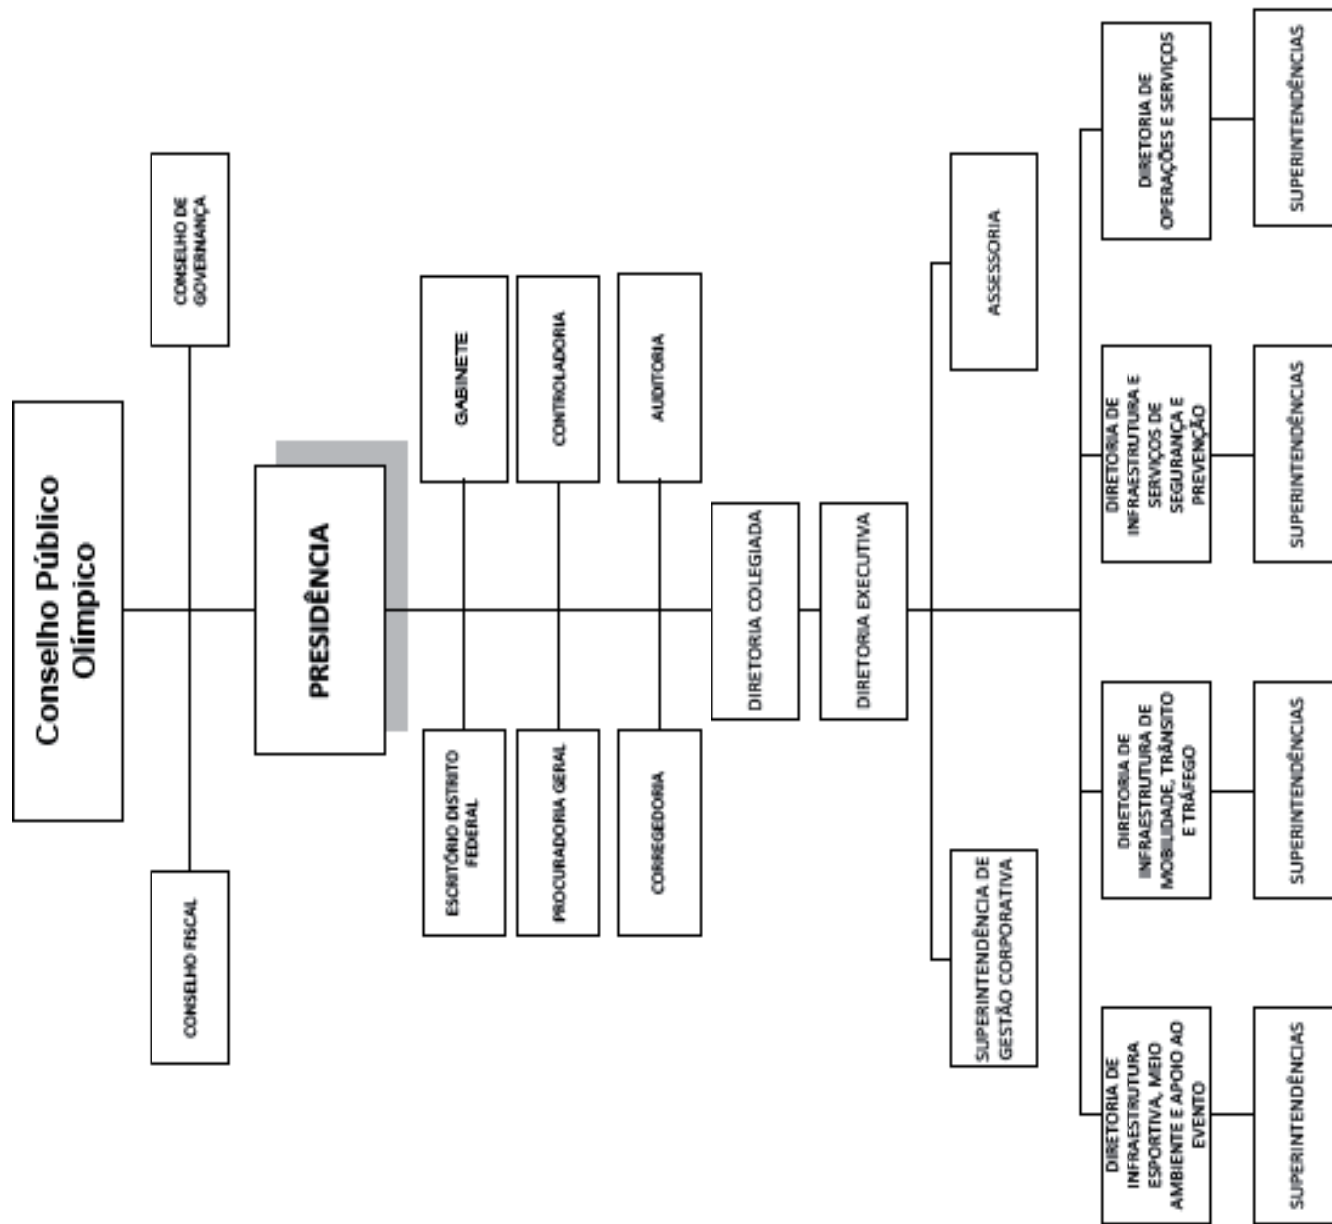 Conselho Público
Olímpico
CONSELHO FISCAL
CONSELHO DE
GOVERNANÇA
PRESIDÊNCIA
ESCRITÓRIO DISTRITO
FEDERAL
GABINETE
PROCURADORIA GERAL
CONTROLADORIA
CORREGEDORIA
AUDITORIA
DIRETORIA COLEGIADA
DIRETORIA EXECUTIVA
SUPERINTENDÊNCIA DE
GESTÃO CORPORATIVA
ASSESSORIA
DIRETORIA DE
INFRAESTRUTURA
ESPORTIVA, MEIO
AMBIENTE E APOIO AO
EVENTO
DIRETORIA DE
INFRAESTRUTURA DE
MOBILIDADE, TRÂNSITO
E TRÁFEGO
DIRETORIA DE
INFRAESTRUTURA E
SERVIÇOS DE
SEGURANÇA E
PREVENÇÃO
DIRETORIA DE
OPERAÇÕES E SERVIÇOS
SUPERINTENDÊNCIAS
SUPERINTENDÊNCIAS
SUPERINTENDÊNCIAS
SUPERINTENDÊNCIAS